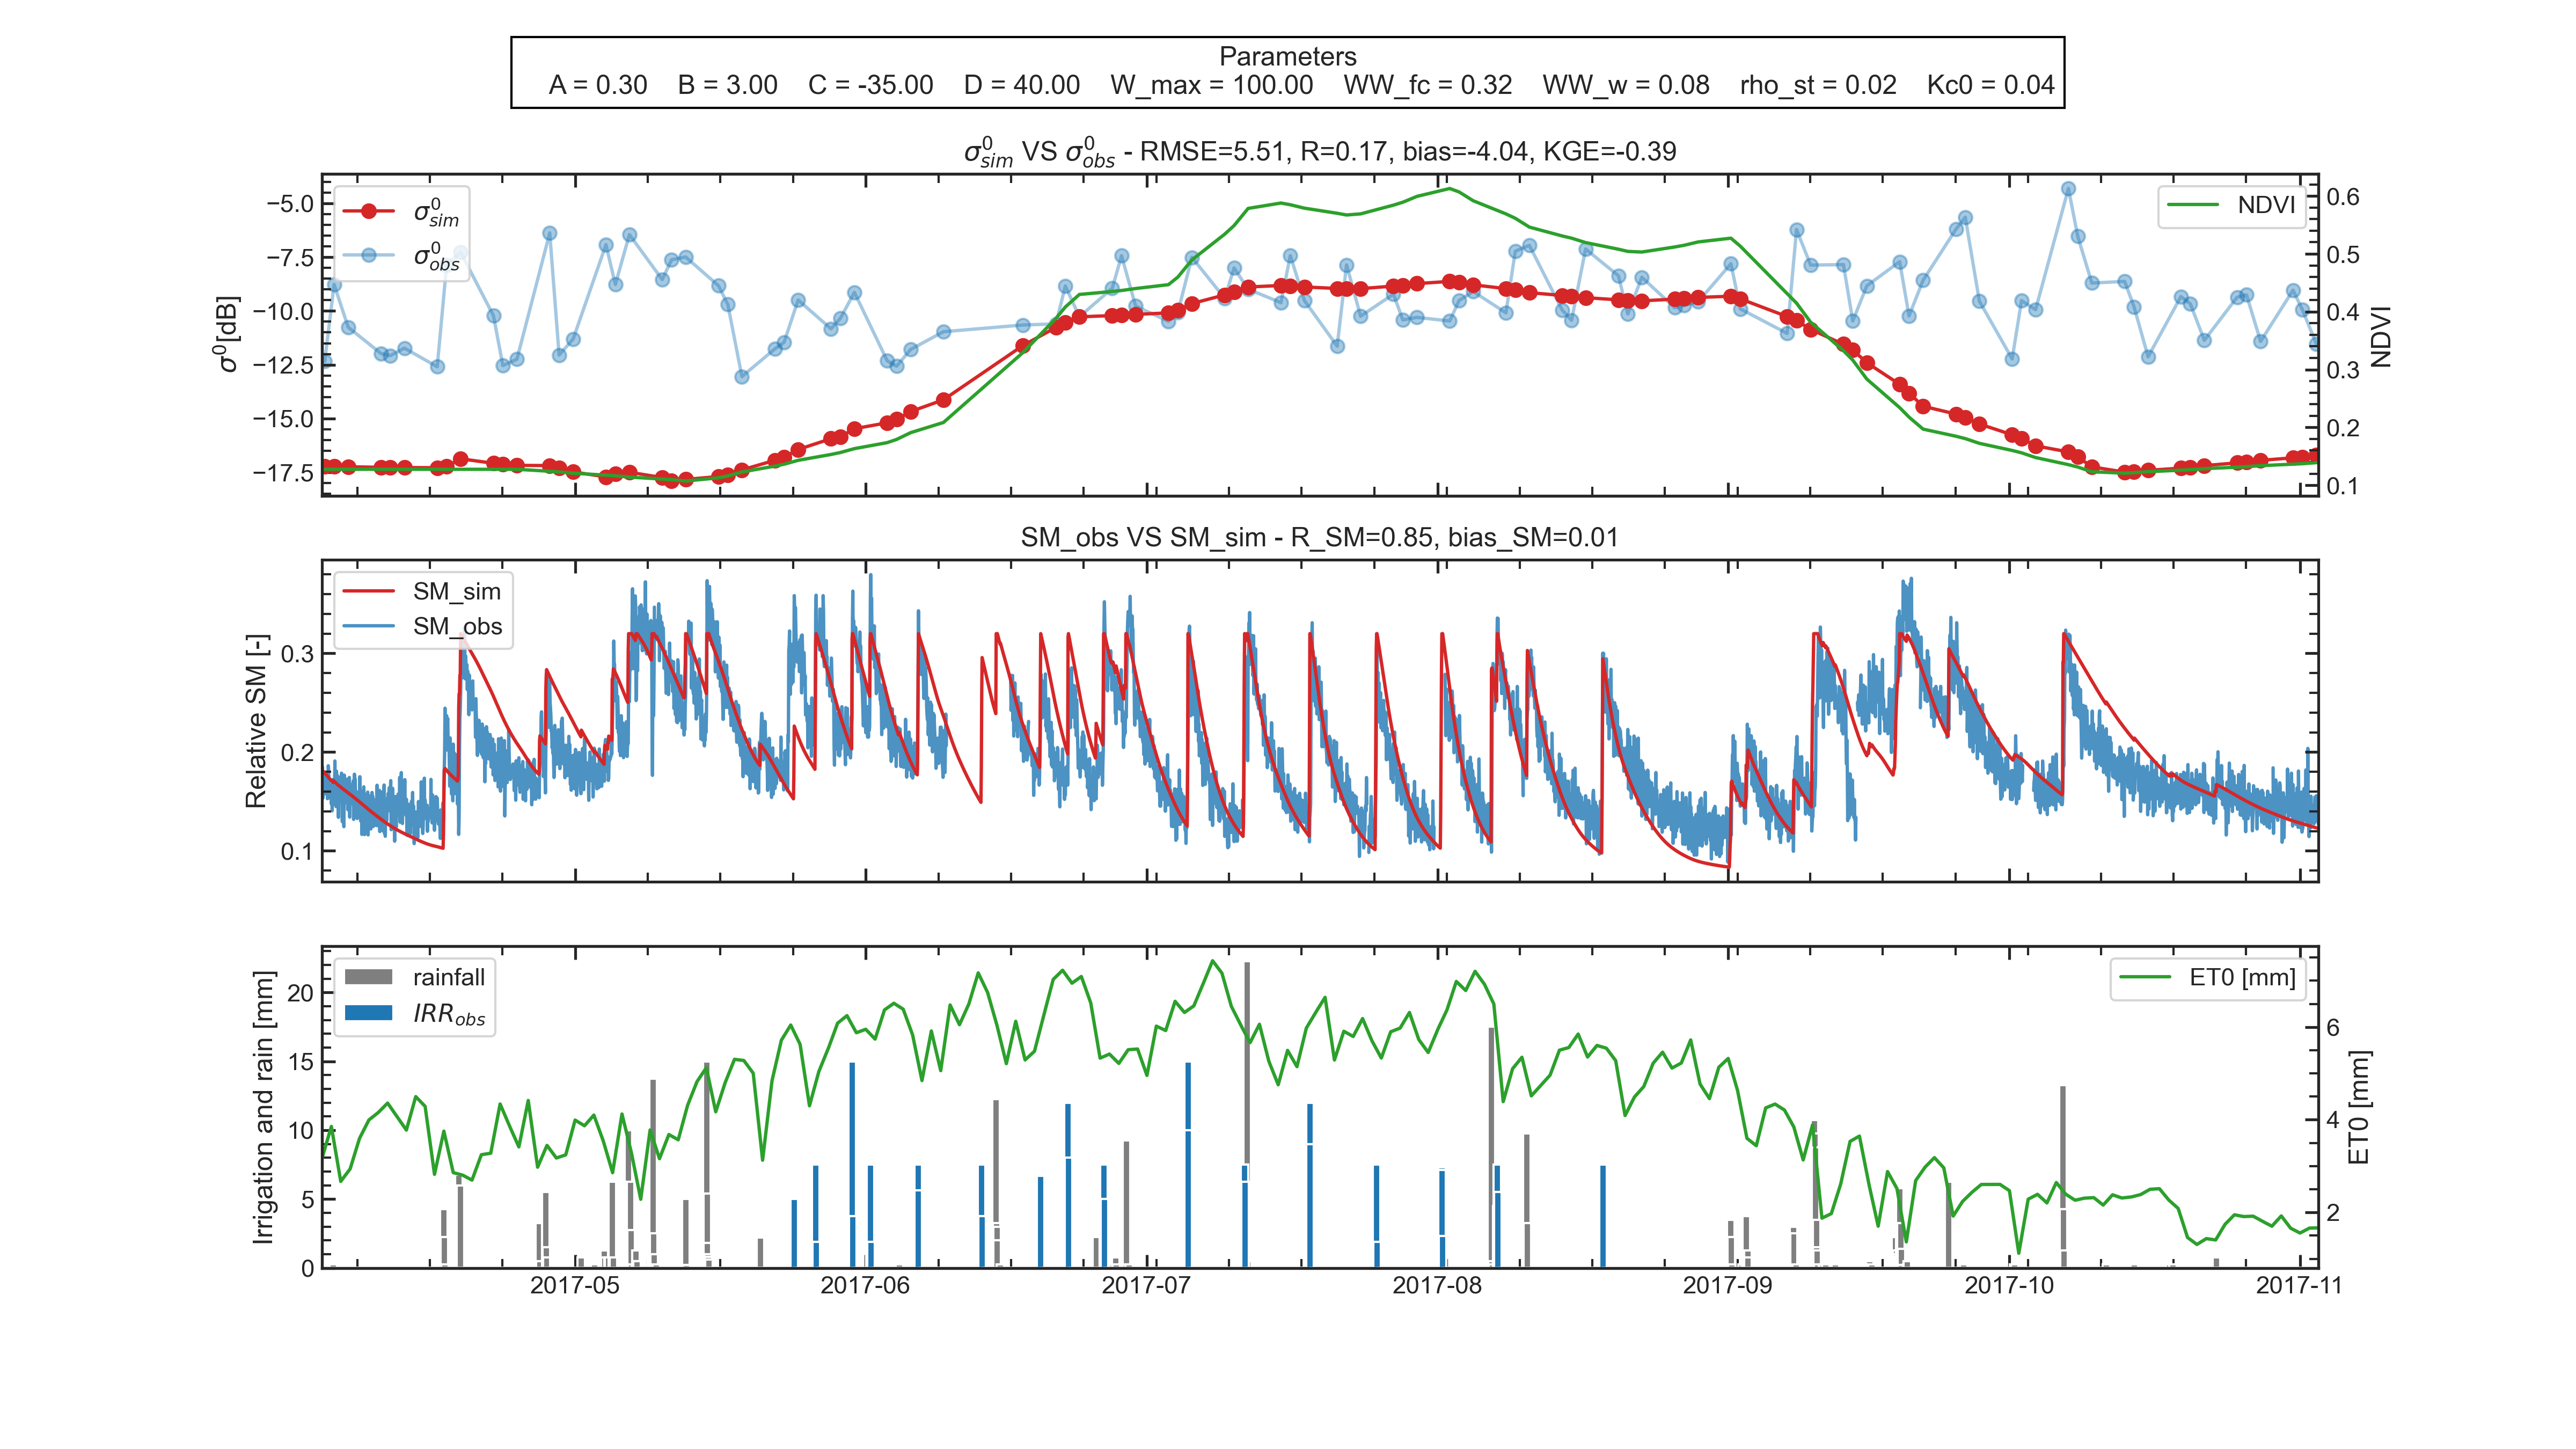 Parameters
A = 0.30 B = 3.00 C = -35.00 D = 40.00 W_max = 100.00 WW_fc = 0.32 WW_w = 0.08 rho_st = 0.02 Kc0 = 0.04
σ⁰sim VS σ⁰obs - RMSE=5.51, R=0.17, bias=-4.04, KGE=-0.39
σ⁰sim
σ⁰obs
NDVI
−5.0
−7.5
−10.0
−12.5
−15.0
−17.5
σ⁰[dB]
0.6
0.5
0.4
0.3
0.2
0.1
NDVI
SM_obs VS SM_sim - R_SM=0.85, bias_SM=0.01
SM_sim
SM_obs
0.3
0.2
0.1
Relative SM [-]
rainfall
IRRobs
ET0 [mm]
20
15
10
5
0
Irrigation and rain [mm]
6
4
2
ET0 [mm]
2017-05 2017-06 2017-07 2017-08 2017-09 2017-10 2017-11